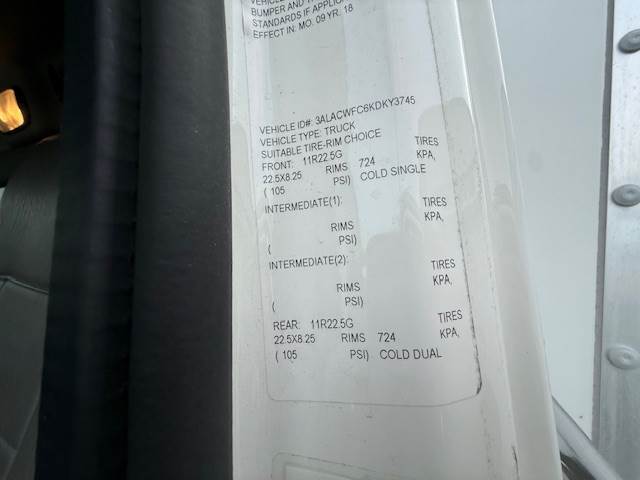 VEHICLE
BUMPER AND
STANDARDS IF APPLIC
EFFECT IN: MO. 09 YR. 18
VEHICLE ID#: 3ALACWFC6KDKY3745
VEHICLE TYPE: TRUCK
SUITABLE TIRE-RIM CHOICE
FRONT: 11R22.5G TIRES
22.5X8.25 RIMS 724 KPA,
( 105 PSI) COLD SINGLE
INTERMEDIATE(1): TIRES
RIMS KPA,
( PSI)
INTERMEDIATE(2): TIRES
RIMS KPA,
( PSI)
REAR: 11R22.5G TIRES
22.5X8.25 RIMS 724 KPA,
( 105 PSI) COLD DUAL